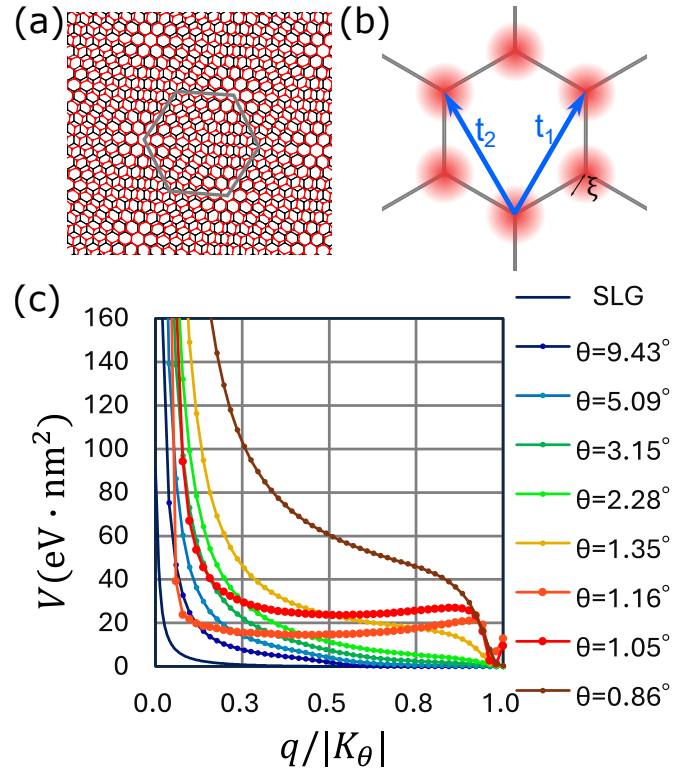 (a)
(b)
t₂
t₁
ξ
(c)
V(eV · nm²)
160
140
120
100
80
60
40
20
0
0.0
0.3
0.5
0.8
1.0
q/|K_θ|
SLG
θ=9.43°
θ=5.09°
θ=3.15°
θ=2.28°
θ=1.35°
θ=1.16°
θ=1.05°
θ=0.86°